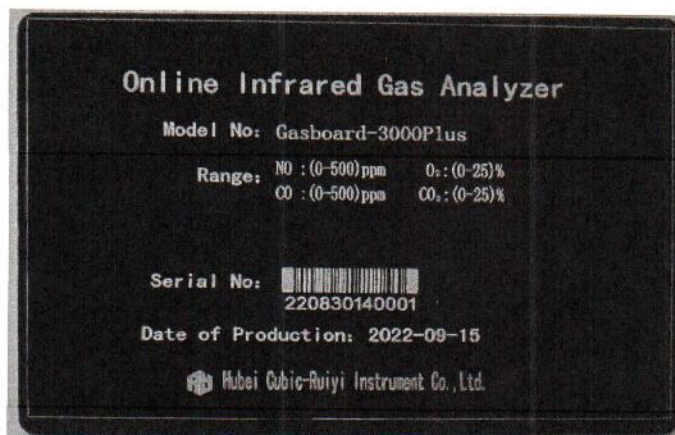 Online Infrared Gas Analyzer
Model No: Gasboard-3000Plus
Range: NO :(0-500)ppm O₂:(0-25)%
CO :(0-500)ppm CO₂:(0-25)%
Serial No:
220830140001
Date of Production: 2022-09-15
Hubei Cubic-Ruiyi Instrument Co.,Ltd.